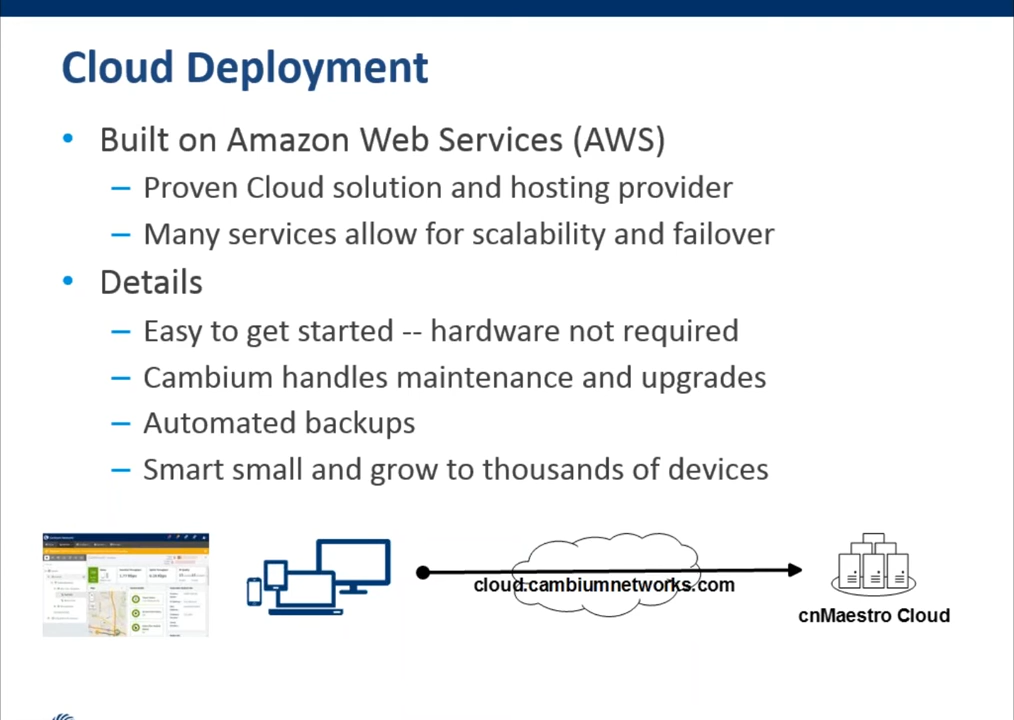 Cloud Deployment
• Built on Amazon Web Services (AWS)
– Proven Cloud solution and hosting provider
– Many services allow for scalability and failover
• Details
– Easy to get started -- hardware not required
– Cambium handles maintenance and upgrades
– Automated backups
– Smart small and grow to thousands of devices
cloud.cambiumnetworks.com
cnMaestro Cloud